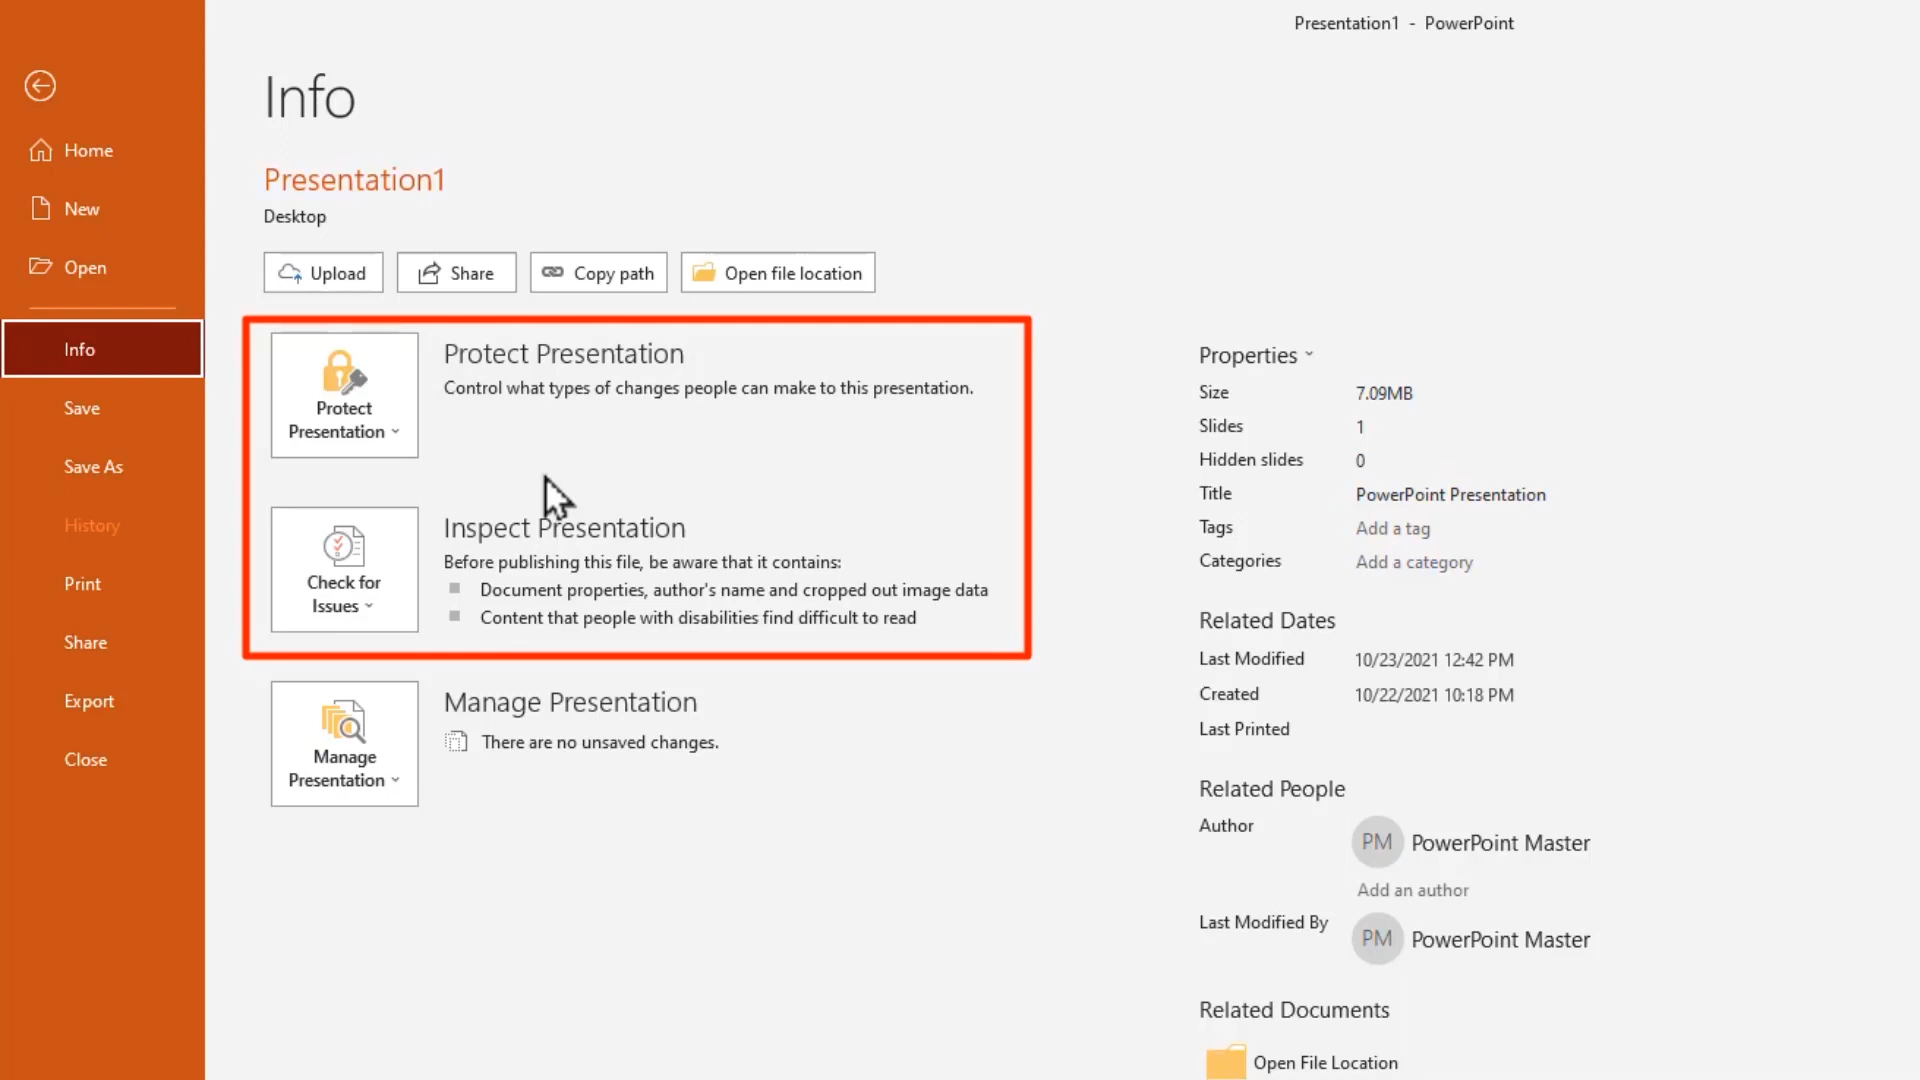 Presentation1 - PowerPoint
Home
New
Open
Info
Save
Save As
History
Print
Share
Export
Close
Info
Presentation1
Desktop
Upload
Share
Copy path
Open file location
Protect
Presentation
Protect Presentation
Control what types of changes people can make to this presentation.
Check for
Issues
Inspect Presentation
Before publishing this file, be aware that it contains:
Document properties, author's name and cropped out image data
Content that people with disabilities find difficult to read
Manage
Presentation
Manage Presentation
There are no unsaved changes.
Properties
Size 7.09MB
Slides 1
Hidden slides 0
Title PowerPoint Presentation
Tags Add a tag
Categories Add a category
Related Dates
Last Modified 10/23/2021 12:42 PM
Created 10/22/2021 10:18 PM
Last Printed
Related People
Author PM PowerPoint Master
Add an author
Last Modified By PM PowerPoint Master
Related Documents
Open File Location